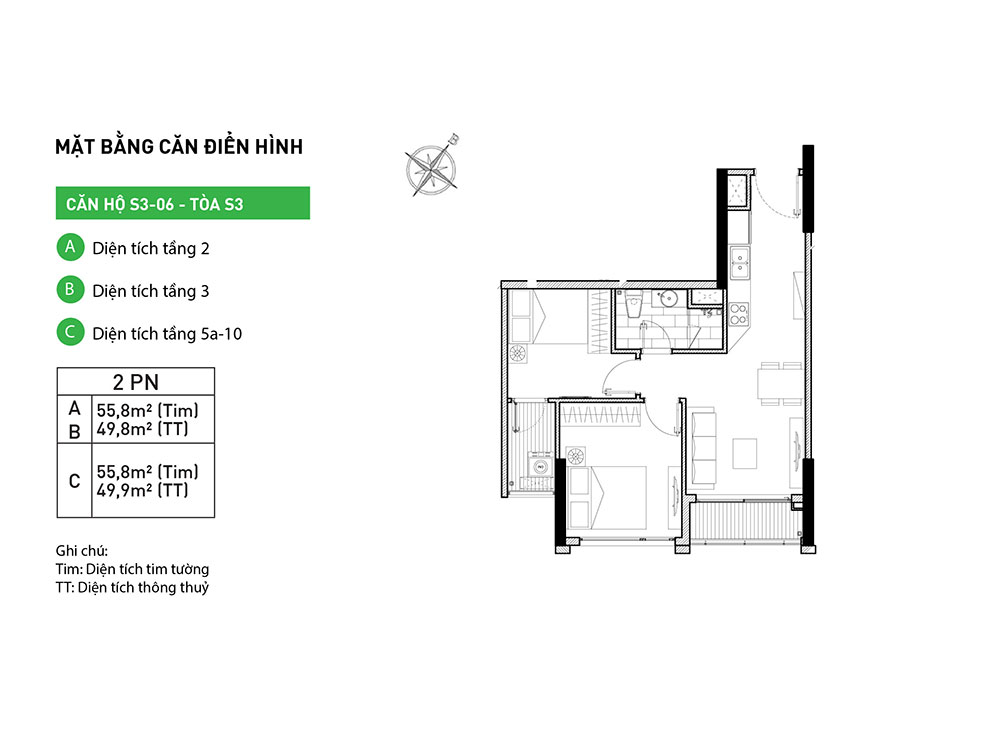 MẶT BẰNG CĂN ĐIỂN HÌNH
B
CĂN HỘ S3-06 - TÒA S3
A Diện tích tầng 2
B Diện tích tầng 3
C Diện tích tầng 5a-10
2 PN
A 55,8m² (Tim)
B 49,8m² (TT)
C 55,8m² (Tim)
49,9m² (TT)
Ghi chú:
Tim: Diện tích tim tường
TT: Diện tích thông thuỷ